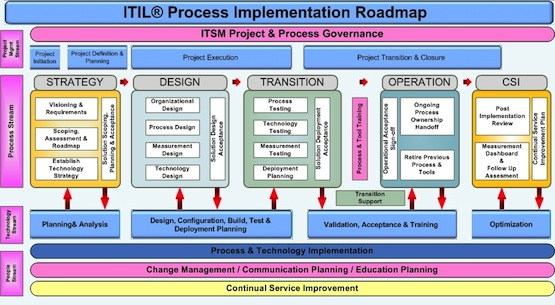 ITIL® Process Implementation Roadmap
Project
Mgmt
Stream
ITSM Project & Process Governance
Project
Initiation
Project Definition &
Planning
Project Execution
Project Transition & Closure
Process Stream
STRATEGY
Visioning &
Requirements
Scoping,
Assessment &
Roadmap
Establish
Technology
Strategy
Solution Scoping,
Planning & Acceptance
DESIGN
Organizational
Design
Process Design
Measurement
Design
Technology
Design
Solution Design
Acceptance
TRANSITION
Process
Testing
Technology
Testing
Measurement
Testing
Deployment
Planning
Solution Deployment
Acceptance
Process & Tool Training
OPERATION
Operational Acceptance
Sign-off
Ongoing
Process
Ownership
Handoff
Retire Previous
Process &
Tools
CSI
Post
Implementation
Review
Measurement
Dashboard
&
Follow Up
Assesment
Continual Service
Improvement Plan
Transition
Support
Technology
Stream
Planning& Analysis
Design, Configuration, Build, Test &
Deployment Planning
Validation, Acceptance & Training
Optimization
People
Stream
Process & Technology Implementation
Change Management / Communication Planning / Education Planning
Continual Service Improvement